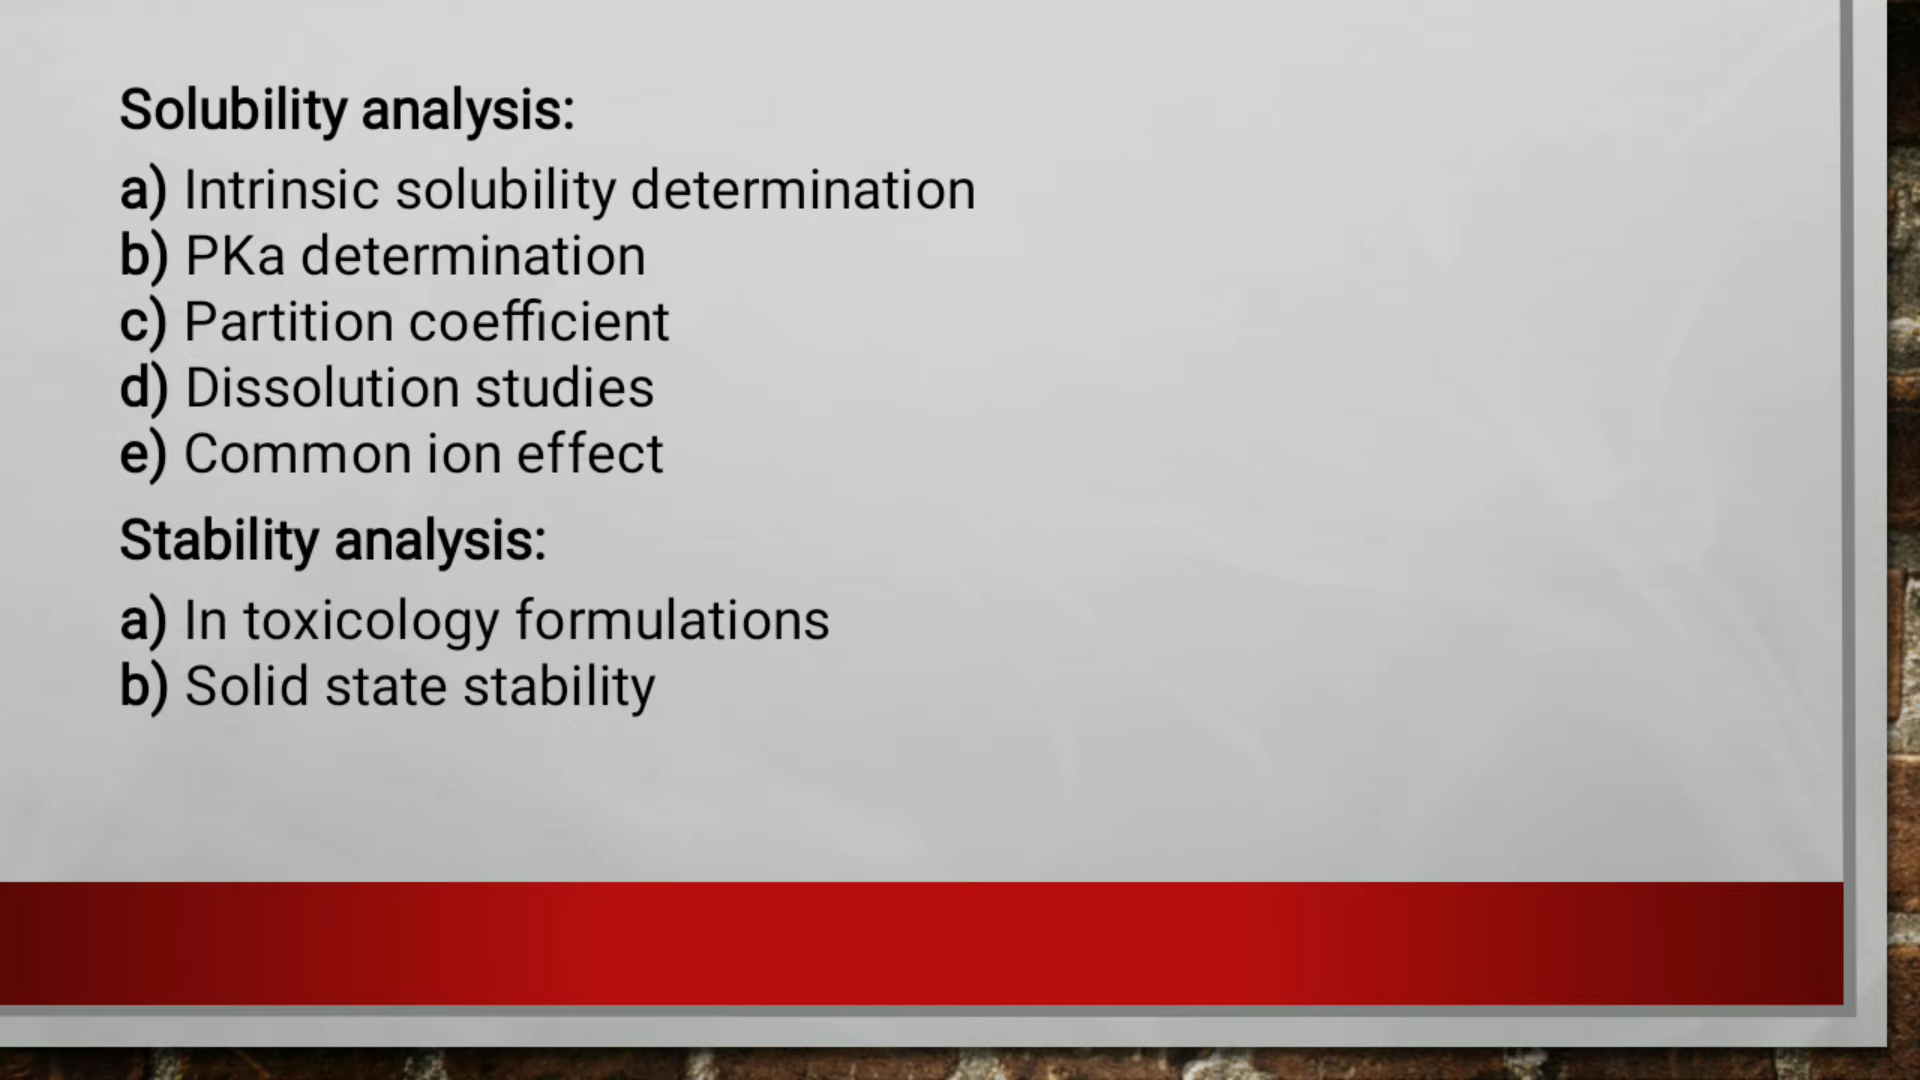 Solubility analysis:
a) Intrinsic solubility determination
b) PKa determination
c) Partition coefficient
d) Dissolution studies
e) Common ion effect
Stability analysis:
a) In toxicology formulations
b) Solid state stability